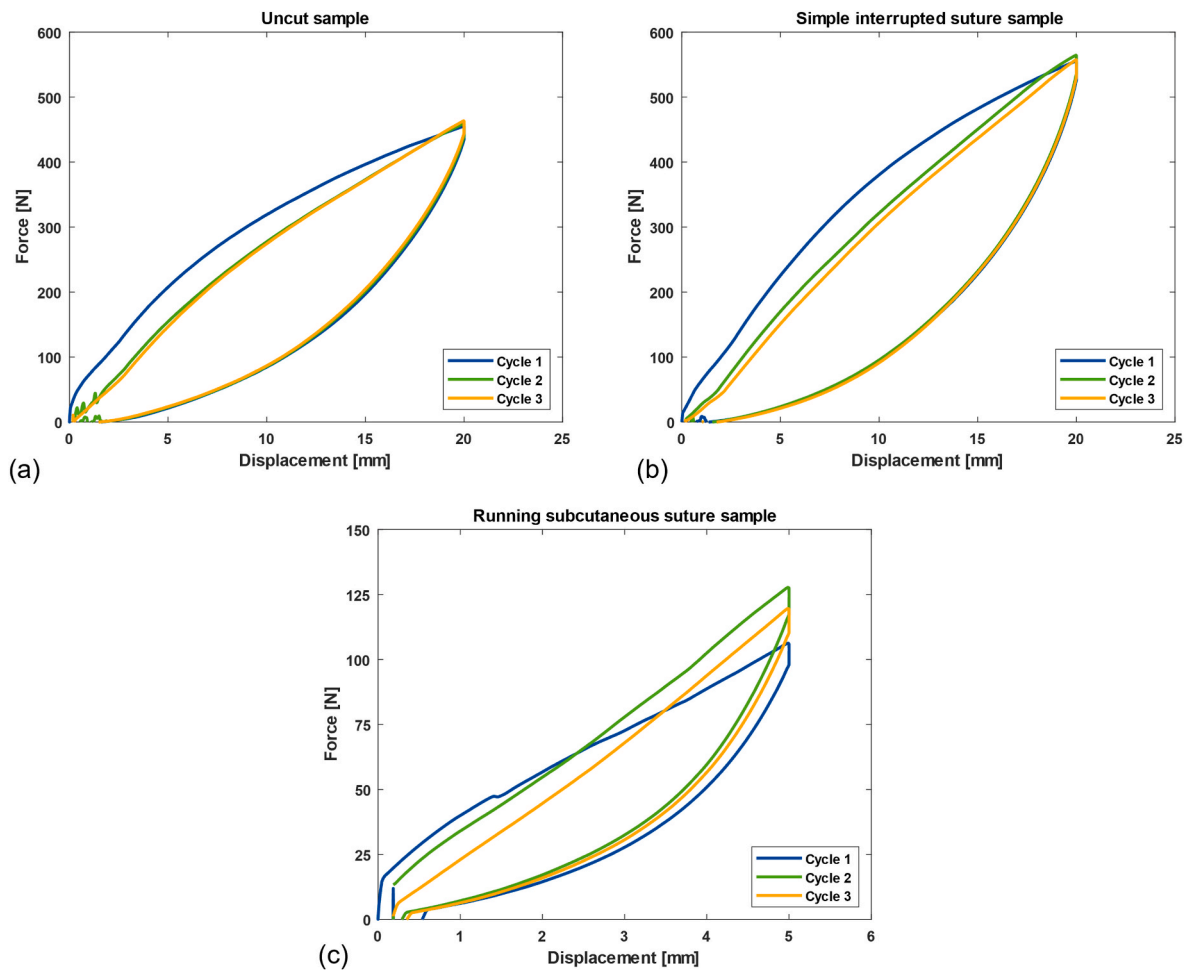 Uncut sample
600
500
400
300
200
100
0
Force [N]
0 5 10 15 20 25
Displacement [mm]
Cycle 1
Cycle 2
Cycle 3
(a)
Simple interrupted suture sample
600
500
400
300
200
100
0
Force [N]
0 5 10 15 20 25
Displacement [mm]
Cycle 1
Cycle 2
Cycle 3
(b)
Running subcutaneous suture sample
150
125
100
75
50
25
0
Force [N]
0 1 2 3 4 5 6
Displacement [mm]
Cycle 1
Cycle 2
Cycle 3
(c)